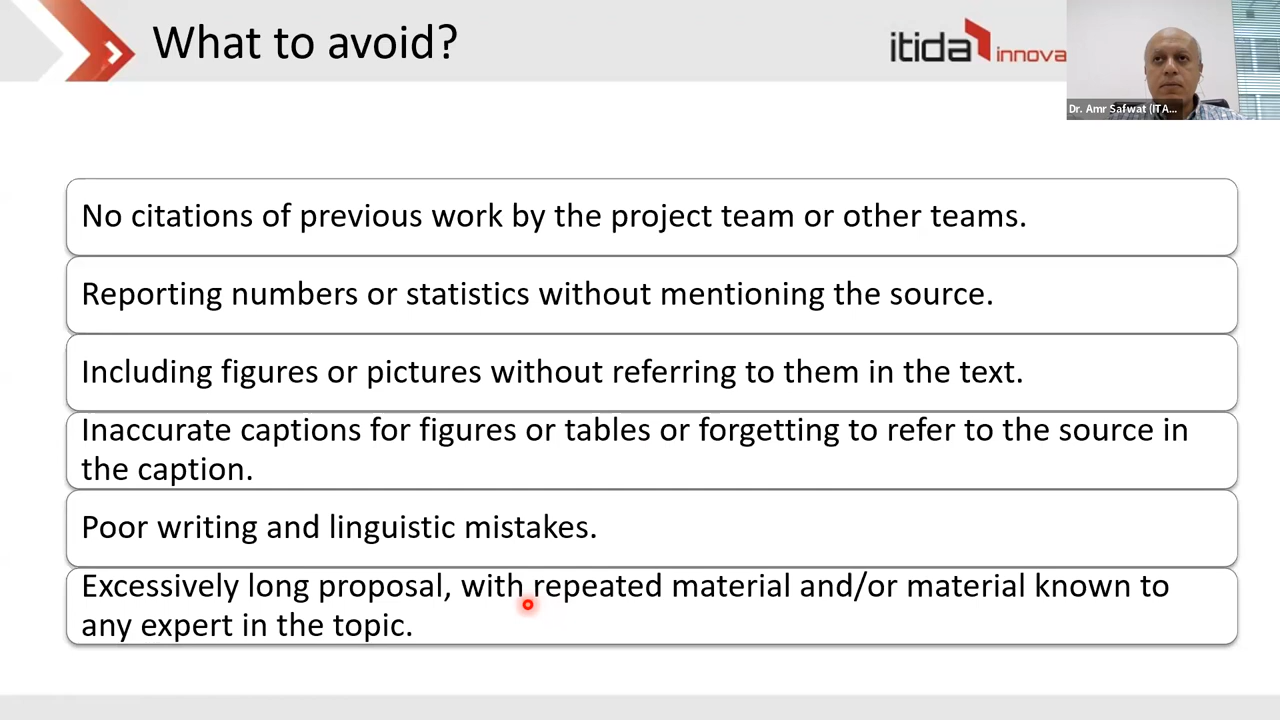 What to avoid?
itida innova
Dr. Amr Safwat (ITA...
No citations of previous work by the project team or other teams.
Reporting numbers or statistics without mentioning the source.
Including figures or pictures without referring to them in the text.
Inaccurate captions for figures or tables or forgetting to refer to the source in
the caption.
Poor writing and linguistic mistakes.
Excessively long proposal, with repeated material and/or material known to
any expert in the topic.